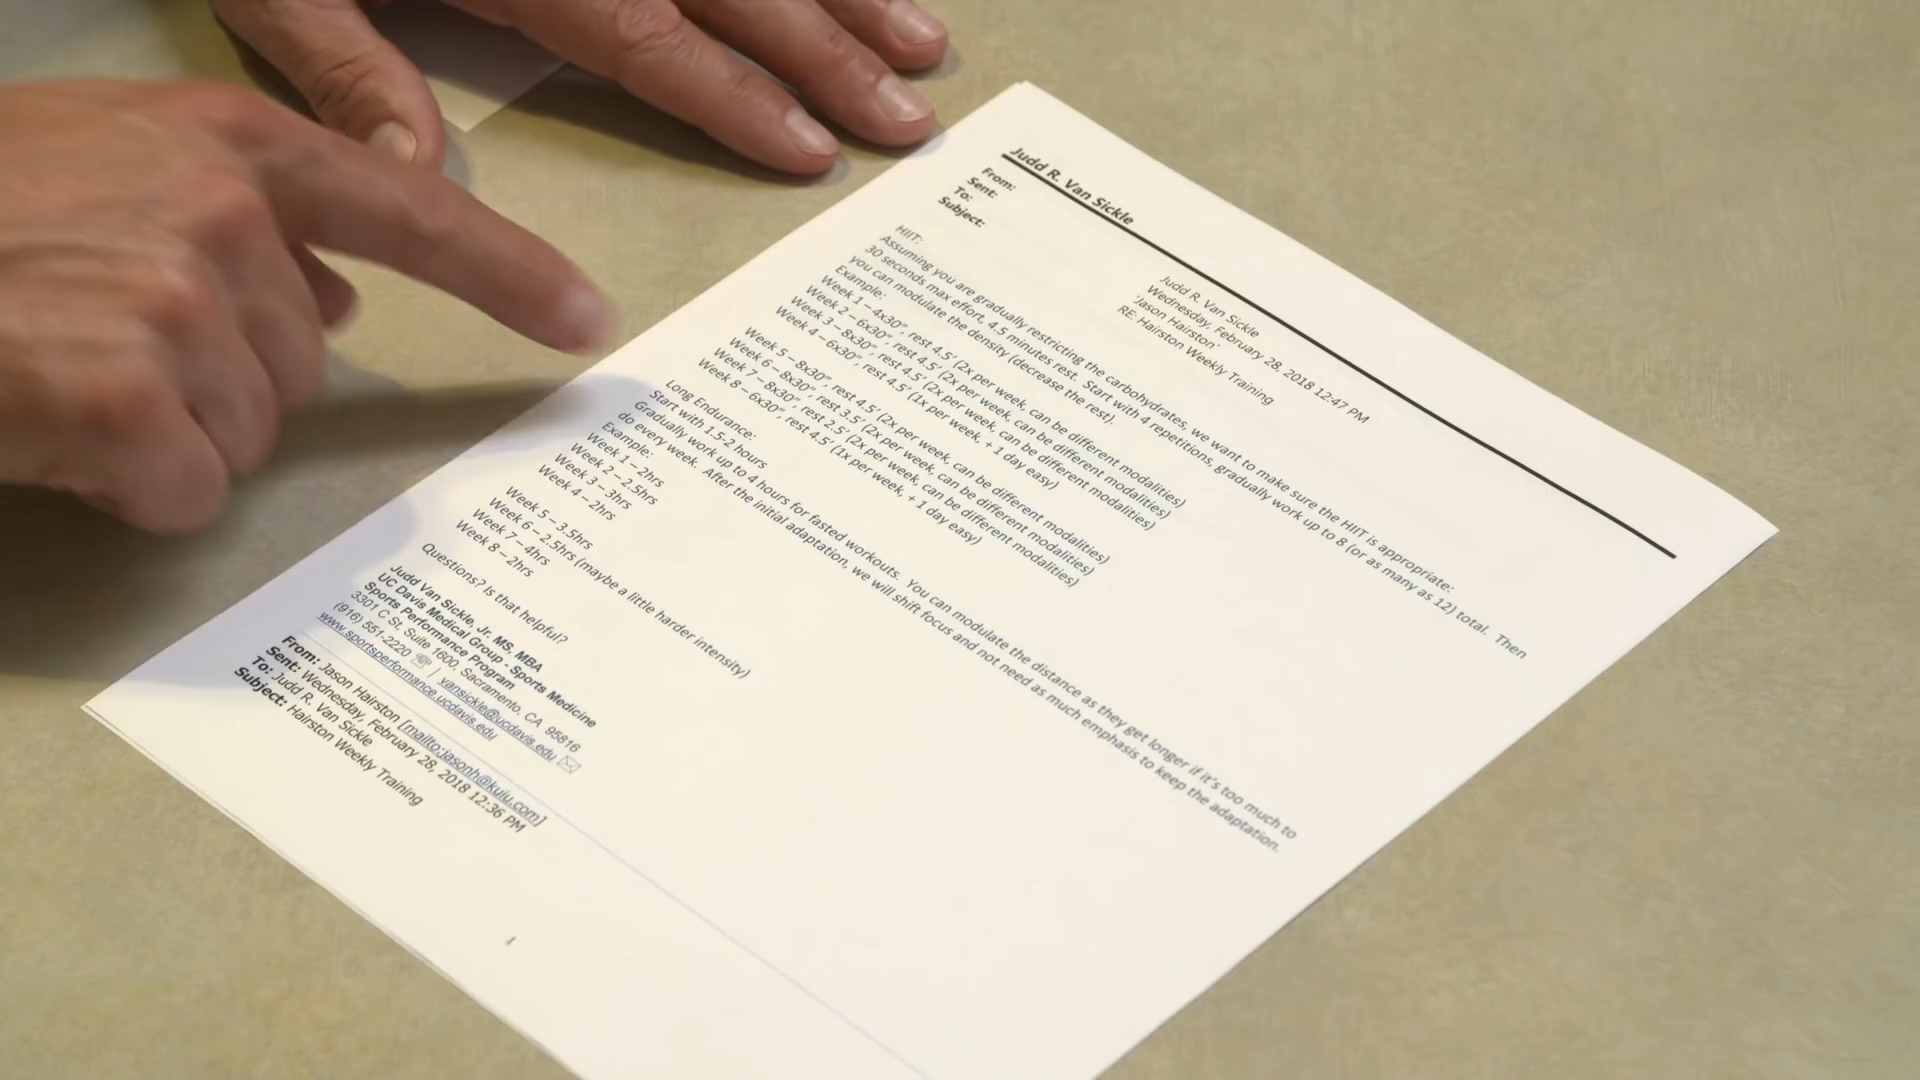 Judd R. Van Sickle
From: Judd R. Van Sickle
Sent: Wednesday, February 28, 2018 12:47 PM
To: 'Jason Hairston'
Subject: RE: Hairston Weekly Training
HIIT:
Assuming you are gradually restricting the carbohydrates, we want to make sure the HIIT is appropriate:
30 seconds max effort, 4.5 minutes rest. Start with 4 repetitions, gradually work up to 8 (or as many as 12) total. Then
you can modulate the density (decrease the rest).
Example:
Week 1 – 4x30", rest 4.5' (2x per week, can be different modalities)
Week 2 – 6x30", rest 4.5' (2x per week, can be different modalities)
Week 3 – 8x30", rest 4.5' (2x per week, can be different modalities)
Week 4 – 6x30", rest 4.5' (1x per week, + 1 day easy)
Week 5 – 8x30", rest 4.5' (2x per week, can be different modalities)
Week 6 – 8x30", rest 3.5' (2x per week, can be different modalities)
Week 7 – 8x30", rest 2.5' (2x per week, can be different modalities)
Week 8 – 6x30", rest 4.5' (1x per week, + 1 day easy)
Long Endurance:
Start with 1.5-2 hours
Gradually work up to 4 hours for fasted workouts. You can modulate the distance as they get longer if it's too much to
do every week. After the initial adaptation, we will shift focus and not need as much emphasis to keep the adaptation.
Example:
Week 1 – 2hrs
Week 2 – 2.5hrs
Week 3 – 3hrs
Week 4 – 2hrs
Week 5 – 3.5hrs
Week 6 – 2.5hrs (maybe a little harder intensity)
Week 7 – 4hrs
Week 8 – 2hrs
Questions? Is that helpful?
Judd Van Sickle, Jr. MS, MBA
UC Davis Medical Group - Sports Medicine
Sports Performance Program
3301 C St, Suite 1600, Sacramento, CA 95816
(916) 551-2220 | vansickle@ucdavis.edu
www.sportsperformance.ucdavis.edu
From: Jason Hairston [mailto:jasonh@kuiu.com]
Sent: Wednesday, February 28, 2018 12:36 PM
To: Judd R. Van Sickle
Subject: Hairston Weekly Training
1